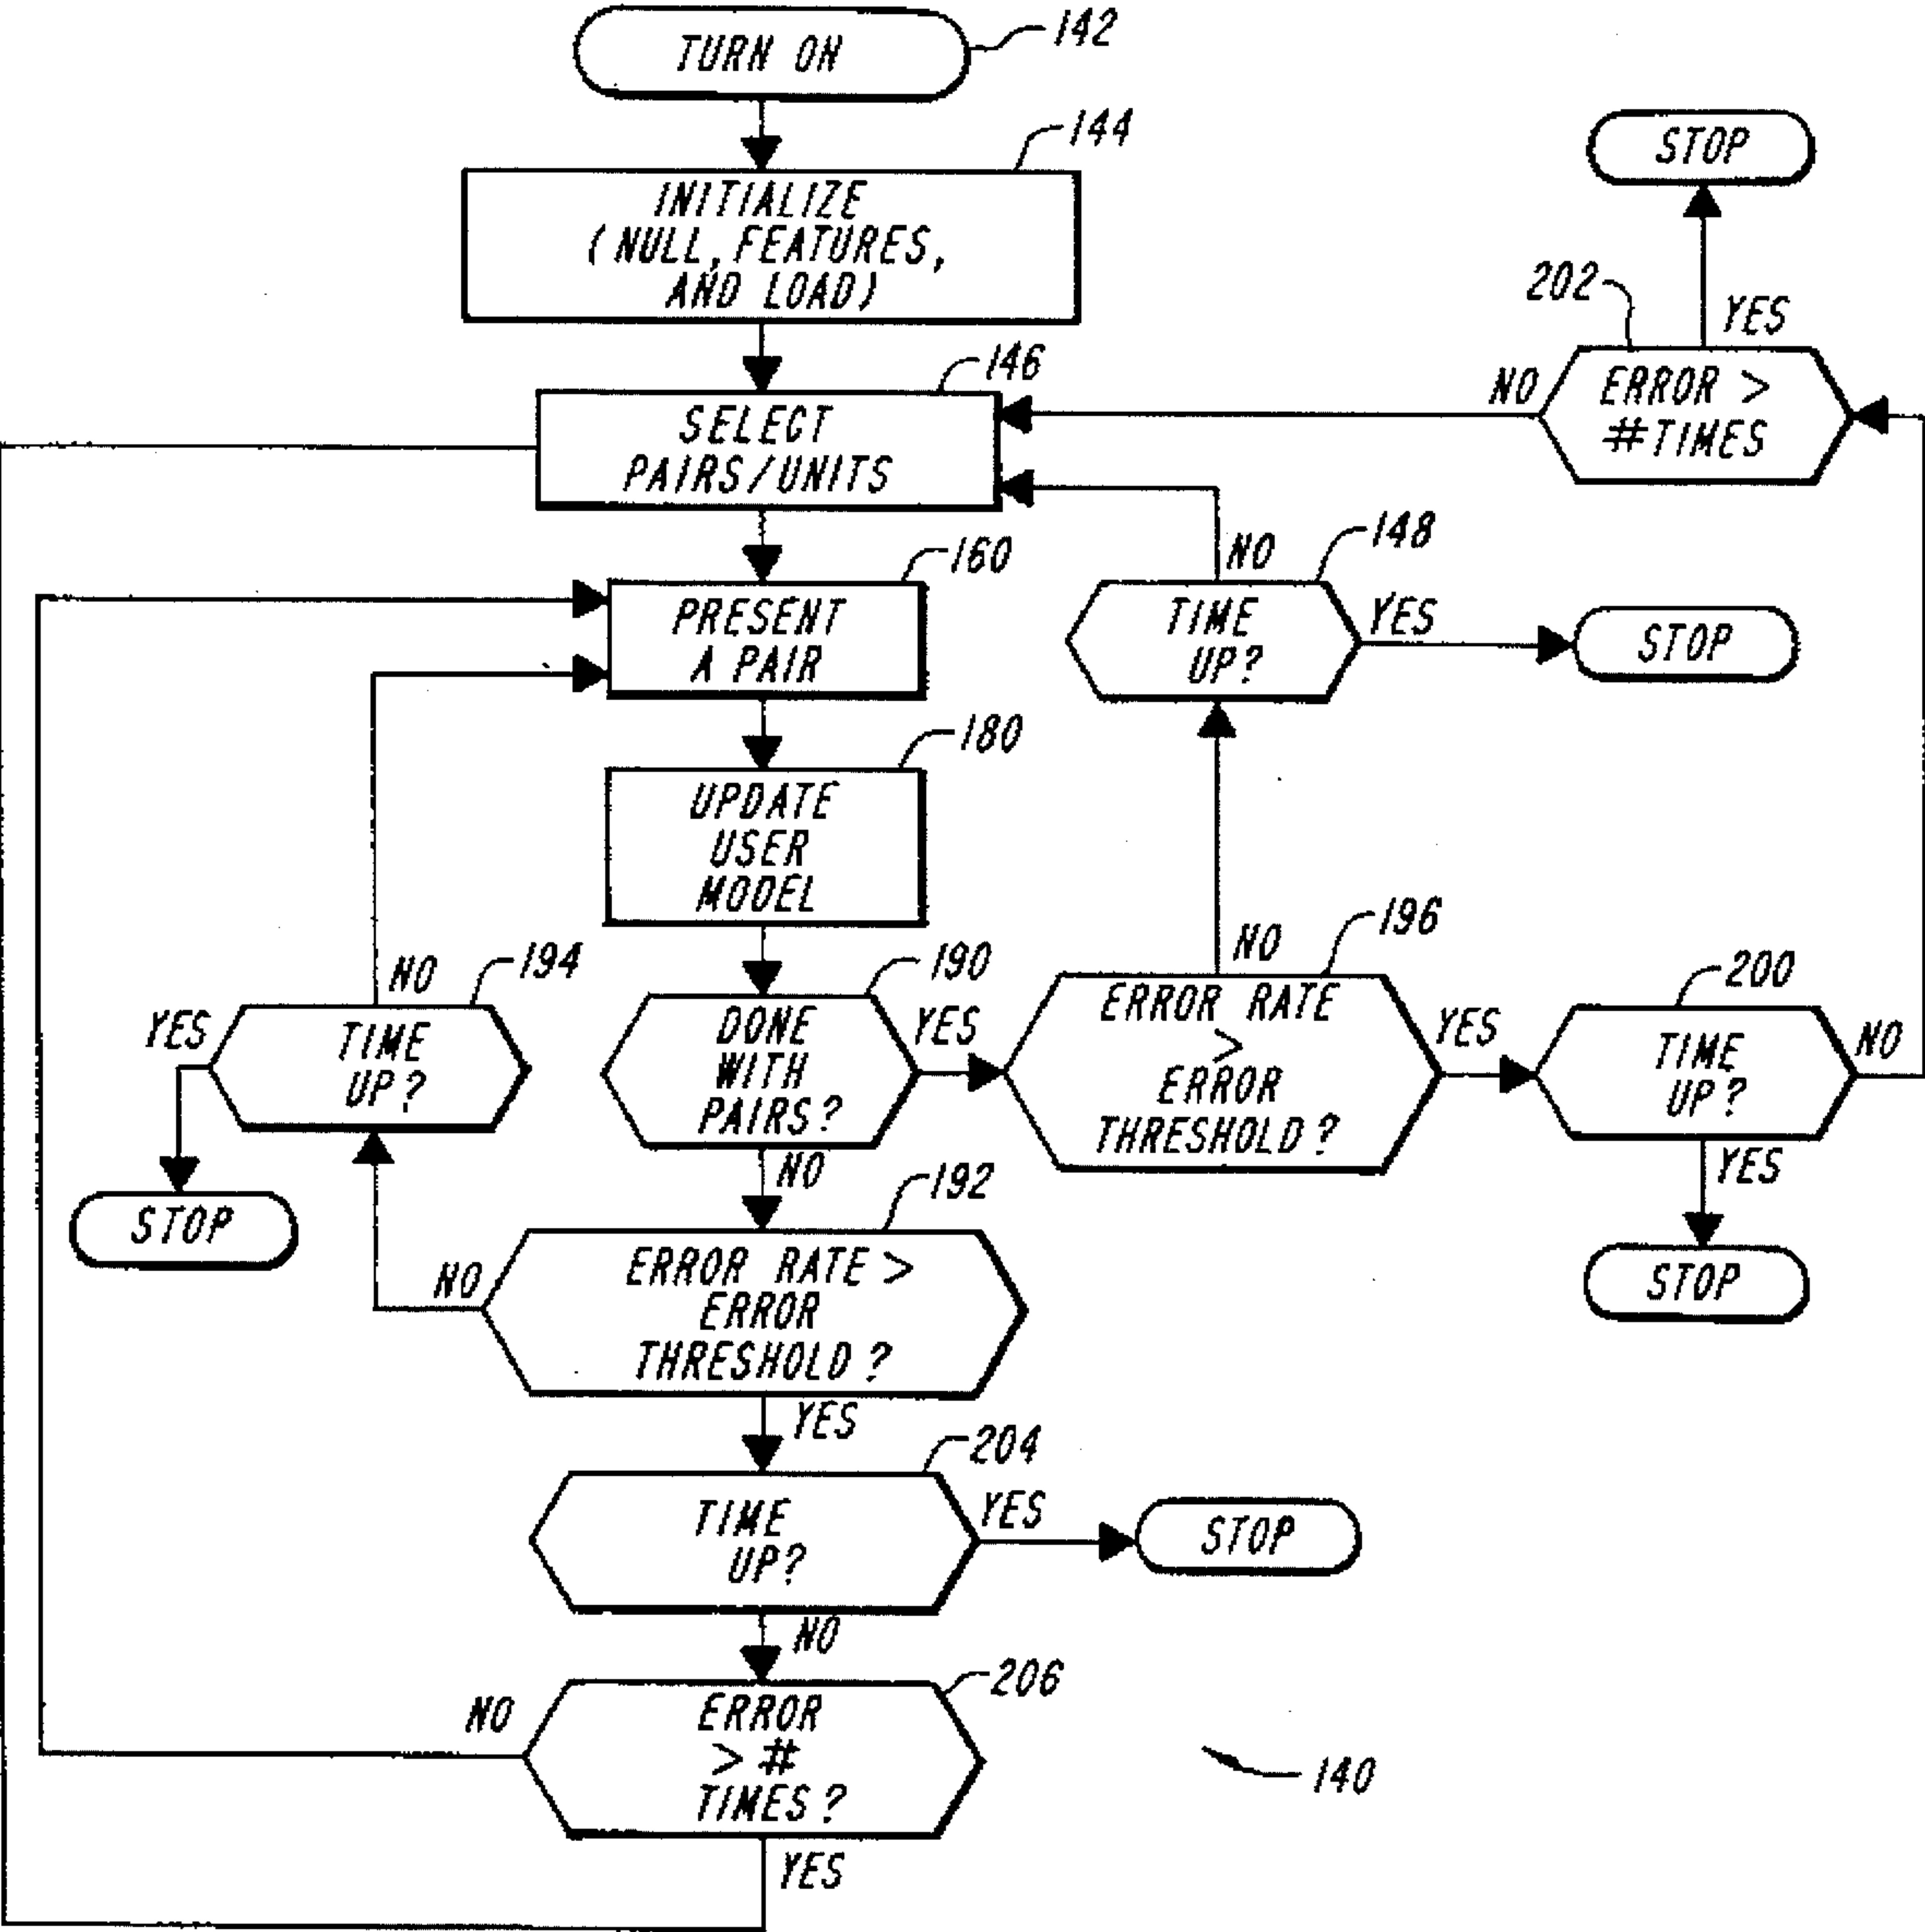 TURN ON
142
144
INITIALIZE
(NULL, FEATURES,
AND LOAD)
STOP
202
YES
NO
ERROR >
#TIMES
146
SELECT
PAIRS/UNITS
160
PRESENT
A PAIR
NO
148
TIME
UP?
YES
STOP
180
UPDATE
USER
MODEL
NO
194
YES
TIME
UP?
STOP
190
DONE
WITH
PAIRS?
YES
NO
NO
196
ERROR RATE
>
ERROR
THRESHOLD?
YES
200
TIME
UP?
NO
YES
STOP
192
NO
ERROR RATE >
ERROR
THRESHOLD?
YES
204
TIME
UP?
YES
STOP
NO
206
NO
ERROR
> #
TIMES?
YES
140